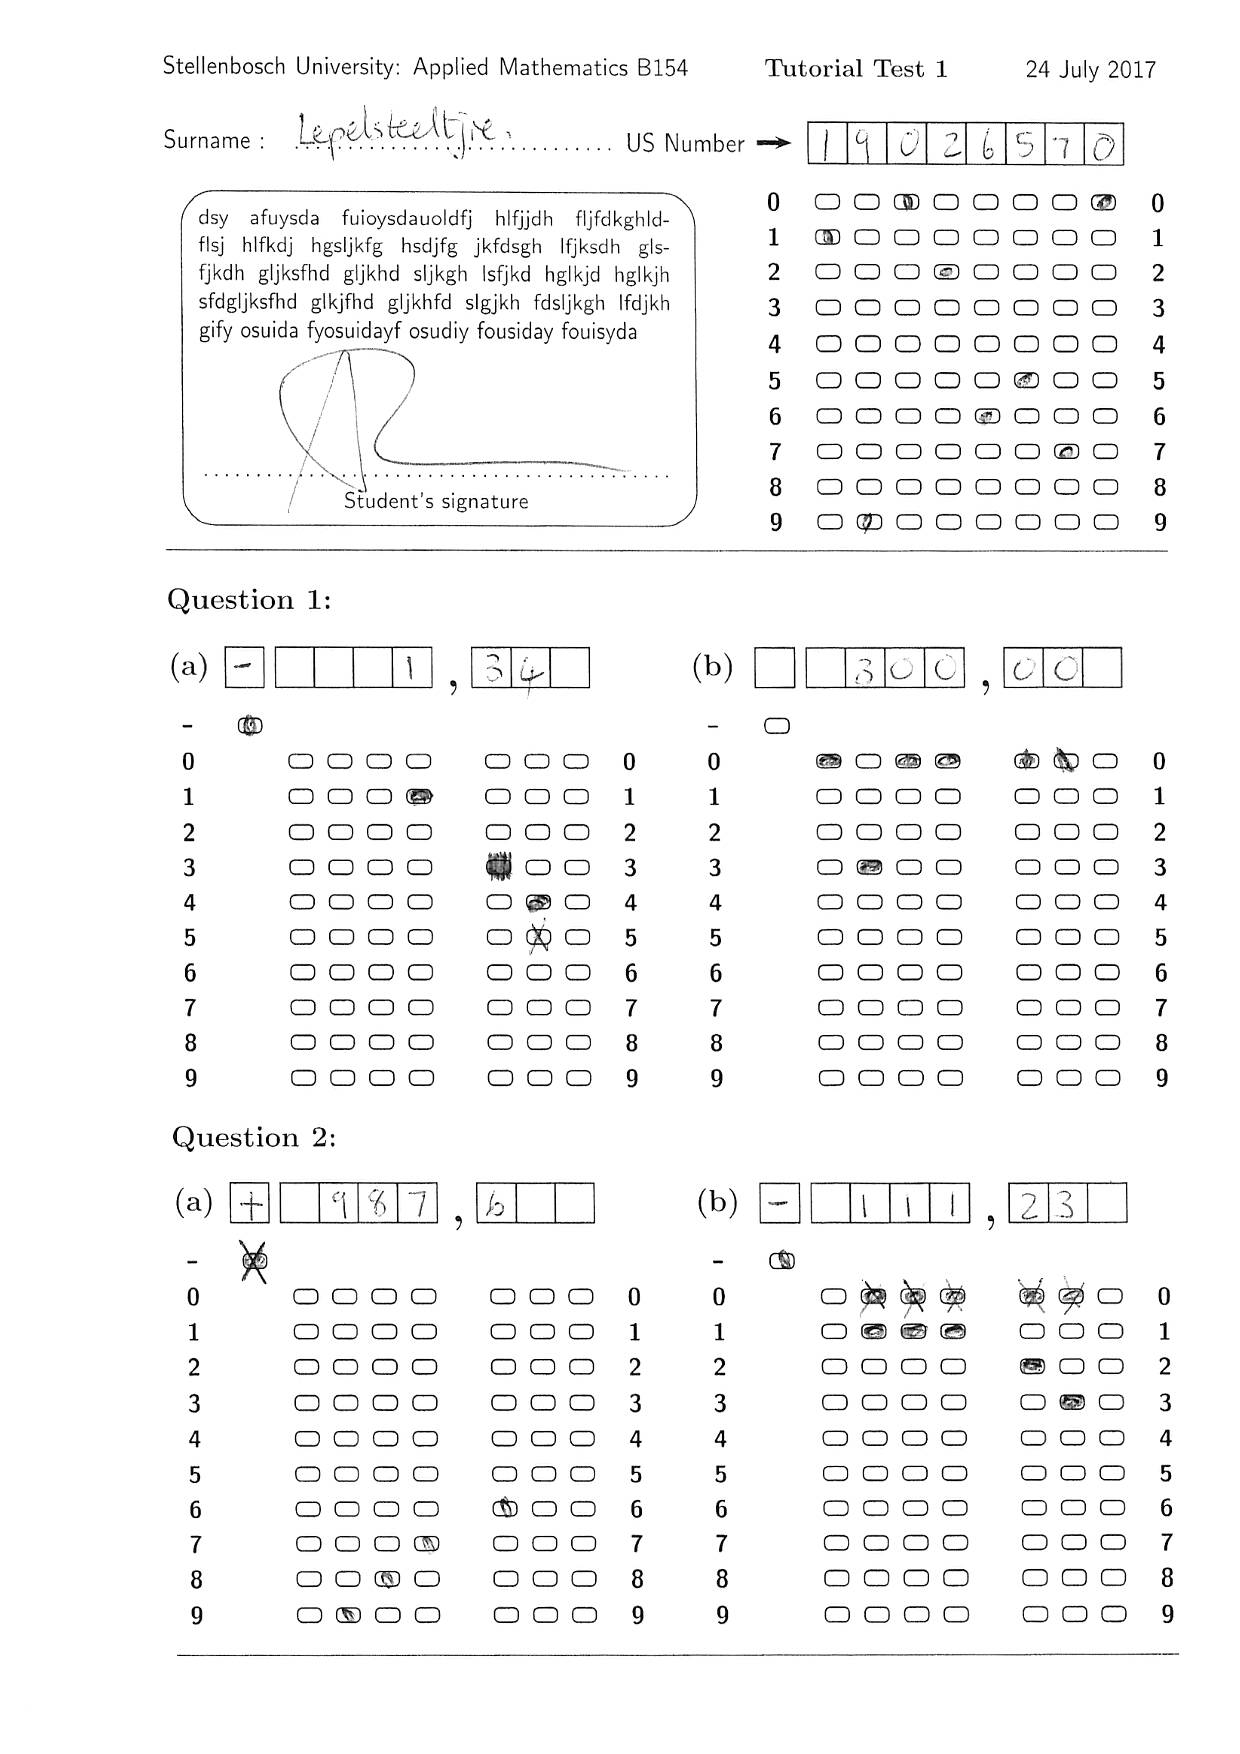 Stellenbosch University: Applied Mathematics B154 Tutorial Test 1 24 July 2017
Surname : Lepelsteeltjie. US Number → 1 9 0 2 6 5 7 0
dsy afuysda fuioysdauoldfj hlfjjdh fljfdkghld-
flsj hlfkdj hgsljkfg hsdjfg jkfdsgh lfjksdh gls-
fjkdh gljksfhd gljkhd sljkgh lsfjkd hglkjd hglkjh
sfdgljksfhd glkjfhd gljkhfd slgjkh fdsljkgh lfdjkh
gify osuida fyosuidayf osudiy fousiday fouisyda
Student's signature
0 0
1 1
2 2
3 3
4 4
5 5
6 6
7 7
8 8
9 9
Question 1:
(a) - 1 , 3 4 (b) 3 0 0 , 0 0
- -
0 0 0 0
1 1 1 1
2 2 2 2
3 3 3 3
4 4 4 4
5 5 5 5
6 6 6 6
7 7 7 7
8 8 8 8
9 9 9 9
Question 2:
(a) + 9 8 7 , 6 (b) - 1 1 1 , 2 3
- -
0 0 0 0
1 1 1 1
2 2 2 2
3 3 3 3
4 4 4 4
5 5 5 5
6 6 6 6
7 7 7 7
8 8 8 8
9 9 9 9